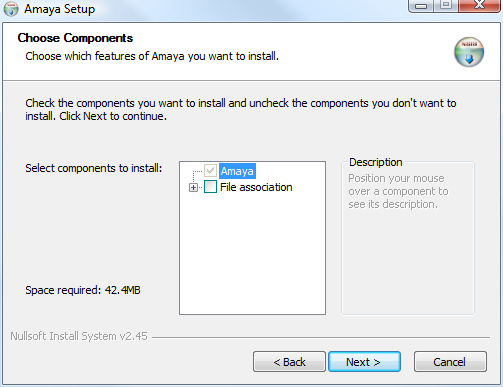 Amaya Setup
Choose Components
Choose which features of Amaya you want to install.
Check the components you want to install and uncheck the components you don't want to
install. Click Next to continue.
Select components to install:
Amaya
File association
Description
Position your mouse
over a component to
see its description.
Space required: 42.4MB
Nullsoft Install System v2.45
< Back
Next >
Cancel